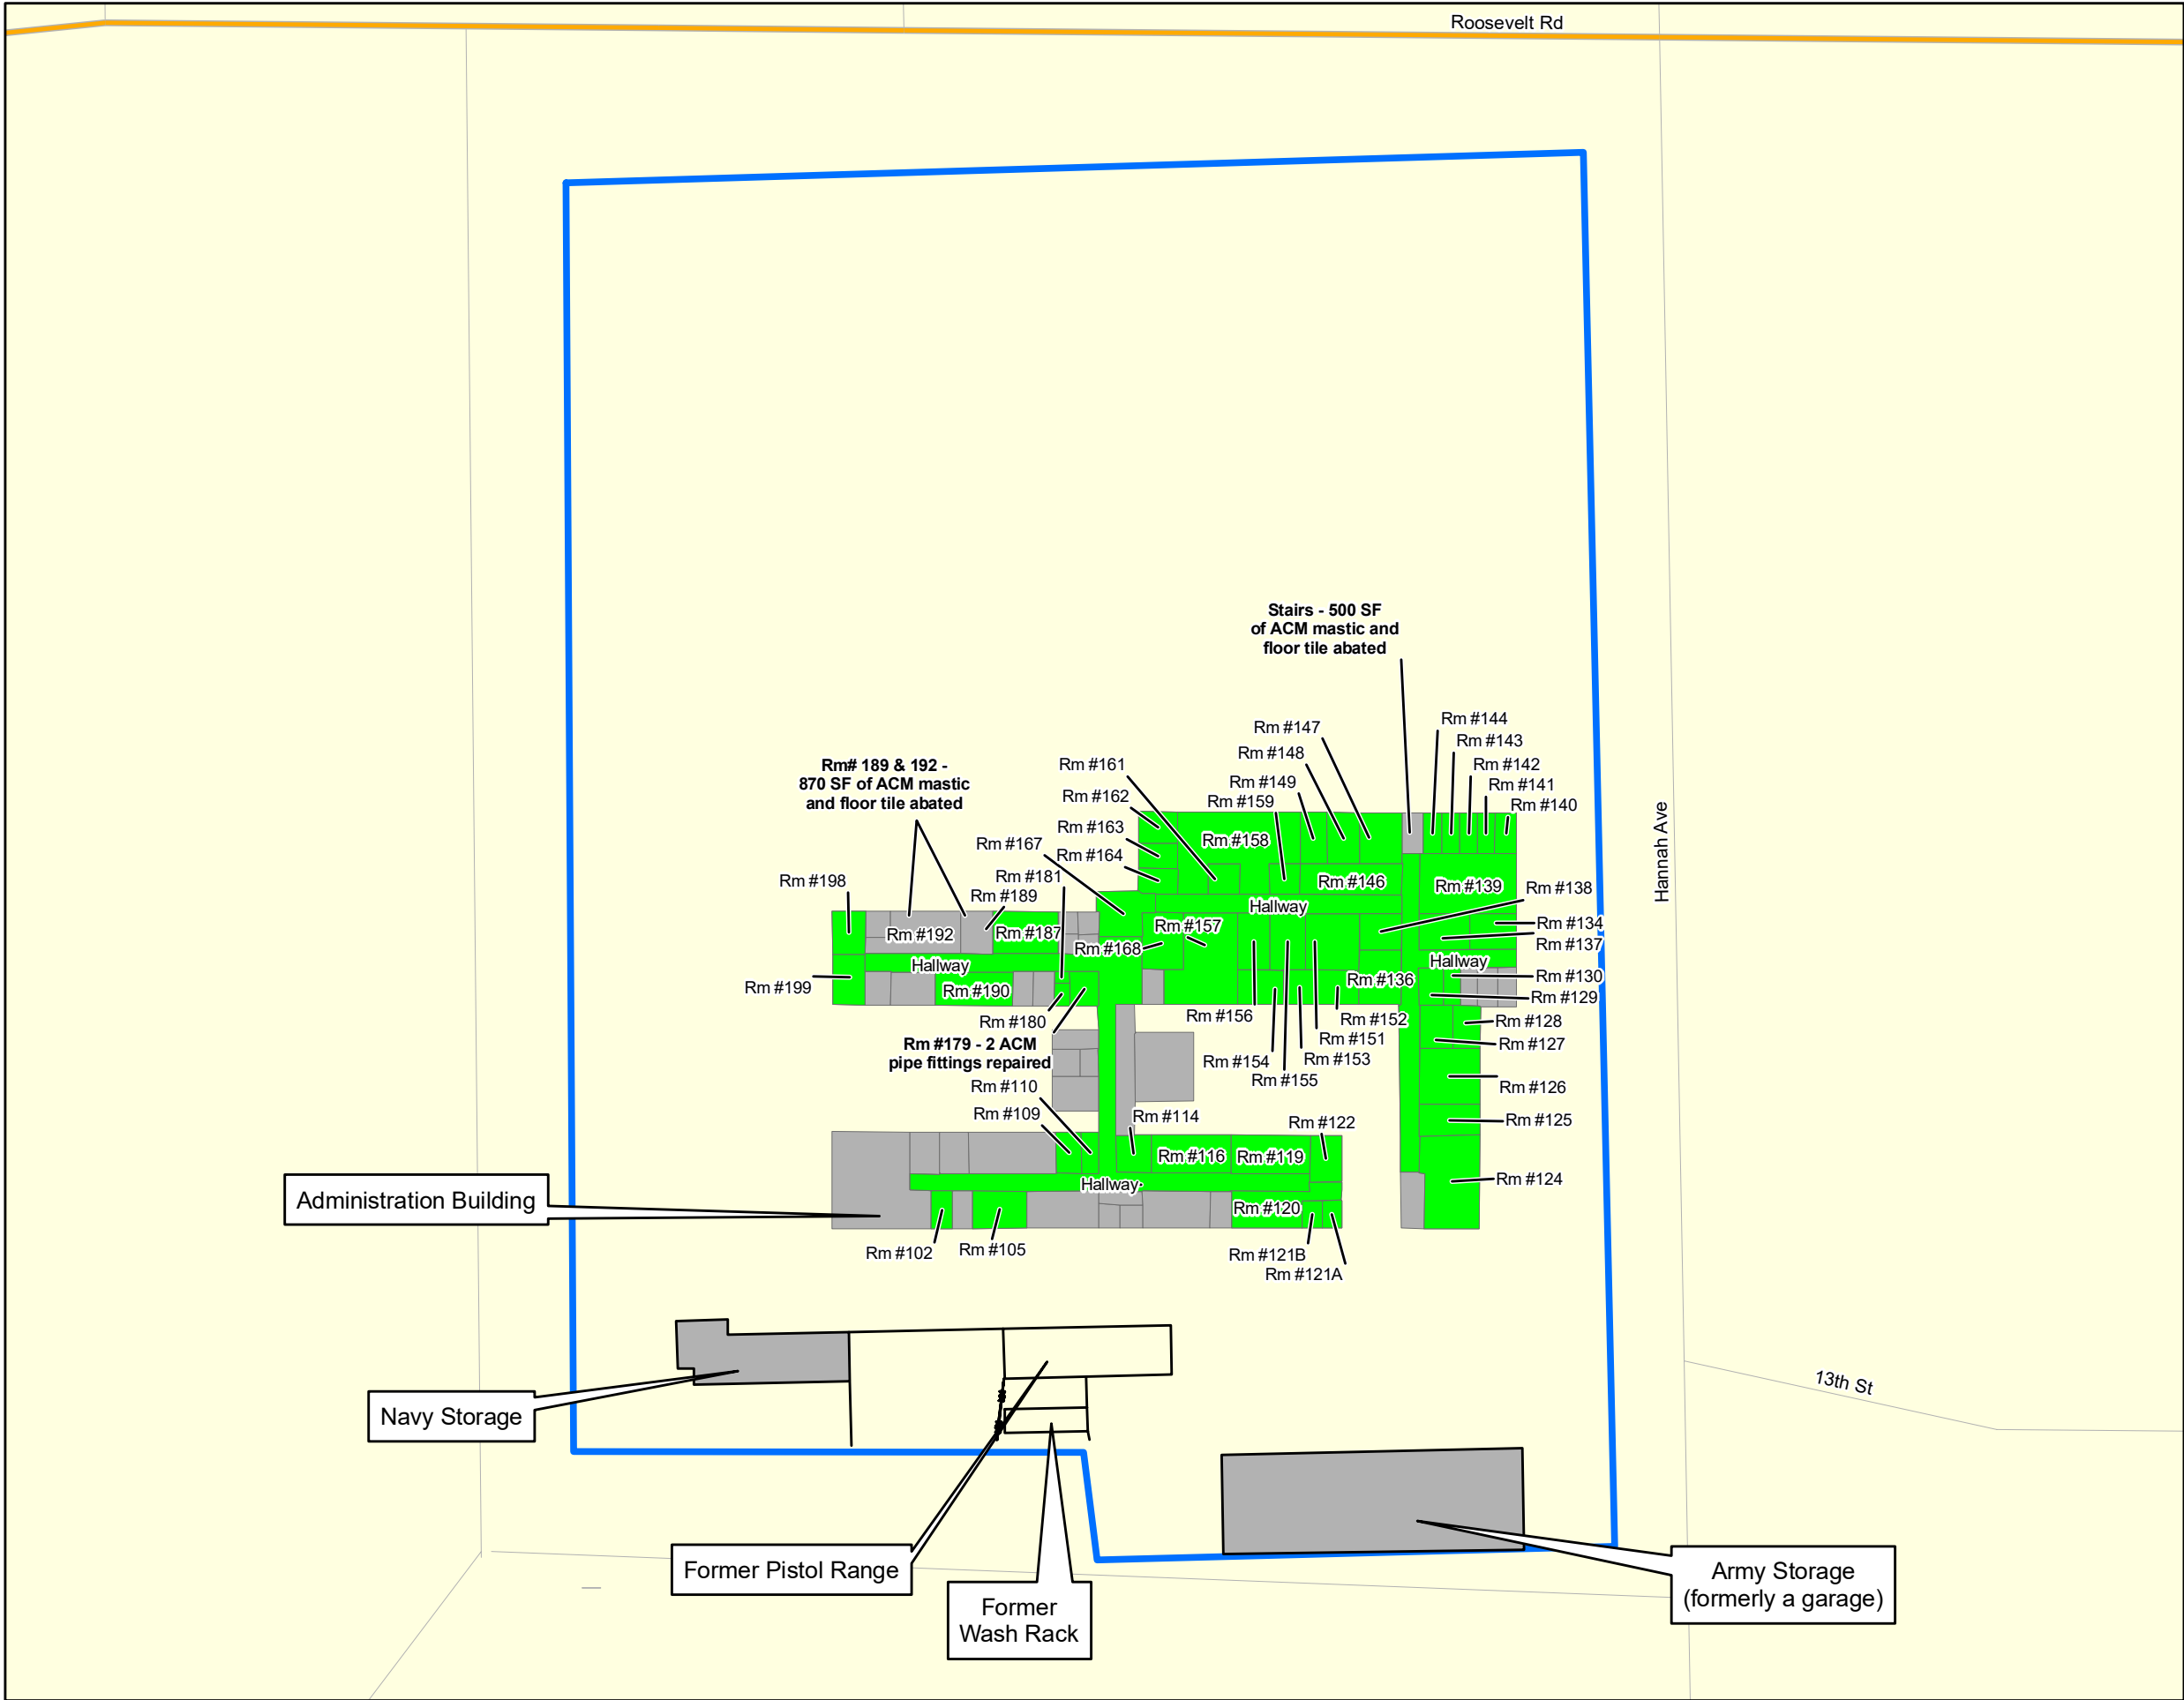 Roosevelt Rd
Hannah Ave
13th St
Stairs - 500 SF
of ACM mastic and
floor tile abated
Rm #144
Rm #143
Rm #142
Rm #141
Rm #140
Rm #147
Rm #148
Rm #149
Rm #159
Rm #161
Rm #162
Rm #163
Rm #164
Rm #167
Rm# 189 & 192 -
870 SF of ACM mastic
and floor tile abated
Rm #181
Rm #189
Rm #198
Rm #158
Rm #146
Rm #139
Rm #138
Hallway
Rm #134
Rm #137
Rm #157
Rm #168
Rm #192
Rm #187
Hallway
Hallway
Rm #130
Rm #129
Rm #136
Rm #199
Rm #190
Rm #180
Rm #156
Rm #152
Rm #151
Rm #153
Rm #154
Rm #155
Rm #128
Rm #127
Rm #126
Rm #125
Rm #124
Rm #179 - 2 ACM
pipe fittings repaired
Rm #110
Rm #109
Rm #114
Rm #122
Rm #116
Rm #119
Hallway
Rm #120
Rm #102
Rm #105
Rm #121B
Rm #121A
Administration Building
Navy Storage
Former Pistol Range
Former
Wash Rack
Army Storage
(formerly a garage)